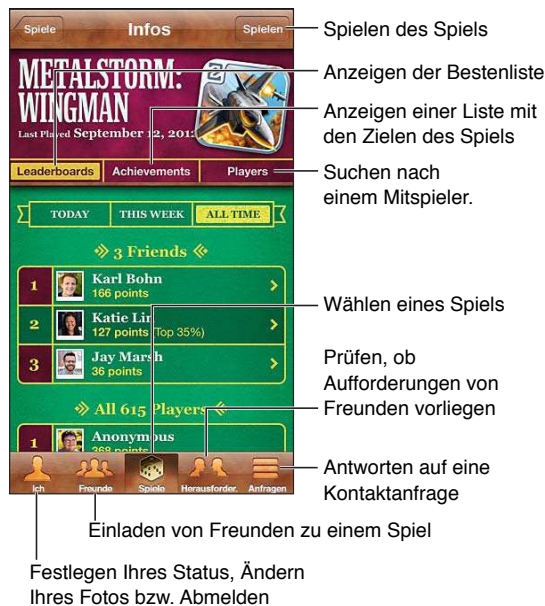 Spiele
Infos
Spielen
Spielen des Spiels
METALSTORM:
WINGMAN
Last Played September 12, 2012
Anzeigen der Bestenliste
Anzeigen einer Liste mit
den Zielen des Spiels
Leaderboards
Achievements
Players
Suchen nach
einem Mitspieler.
TODAY
THIS WEEK
ALL TIME
3 Friends
1
Karl Bohn
166 points
2
Katie Lin
127 points (Top 35%)
3
Jay Marsh
36 points
Wählen eines Spiels
Prüfen, ob
Aufforderungen von
Freunden vorliegen
All 615 Players
1
Anonymous
368 points
Ich
Freunde
Spiele
Herausforder.
Anfragen
Antworten auf eine
Kontaktanfrage
Einladen von Freunden zu einem Spiel
Festlegen Ihres Status, Ändern
Ihres Fotos bzw. Abmelden